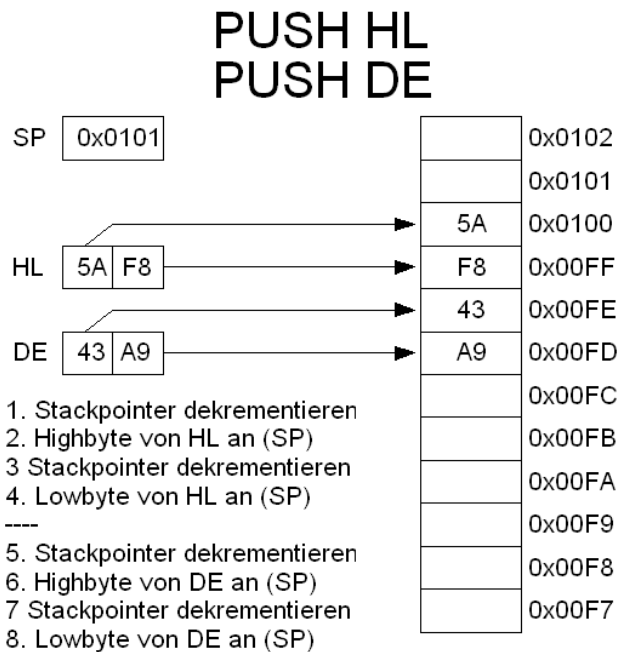 PUSH HL
PUSH DE
SP 0x0101 0x0102
0x0101
5A 0x0100
HL 5A F8 F8 0x00FF
43 0x00FE
DE 43 A9 A9 0x00FD
0x00FC
0x00FB
0x00FA
0x00F9
0x00F8
0x00F7
1. Stackpointer dekrementieren
2. Highbyte von HL an (SP)
3 Stackpointer dekrementieren
4. Lowbyte von HL an (SP)
----
5. Stackpointer dekrementieren
6. Highbyte von DE an (SP)
7 Stackpointer dekrementieren
8. Lowbyte von DE an (SP)